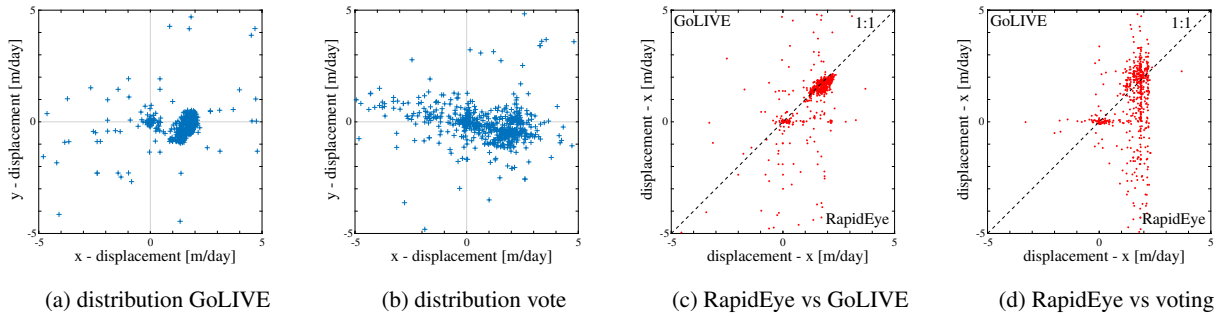 5
0
-5
-5
0
5
y - displacement [m/day]
x - displacement [m/day]
(a) distribution GoLIVE
5
0
-5
-5
0
5
y - displacement [m/day]
x - displacement [m/day]
(b) distribution vote
5
0
-5
-5
0
5
displacement - x [m/day]
displacement - x [m/day]
GoLIVE
1:1
RapidEye
(c) RapidEye vs GoLIVE
5
0
-5
-5
0
5
displacement - x [m/day]
displacement - x [m/day]
GoLIVE
1:1
RapidEye
(d) RapidEye vs voting